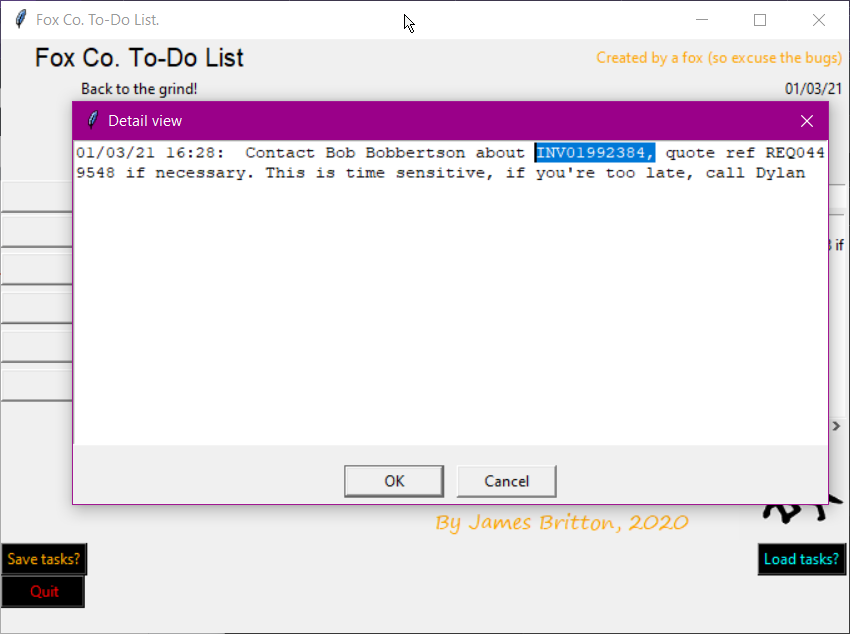 Fox Co. To-Do List.
Fox Co. To-Do List
Created by a fox (so excuse the bugs)
Back to the grind!
01/03/21
Detail view
01/03/21 16:28:  Contact Bob Bobbertson about INV01992384, quote ref REQ044
9548 if necessary. This is time sensitive, if you're too late, call Dylan
if
OK
Cancel
By James Britton, 2020
Save tasks?
Load tasks?
Quit